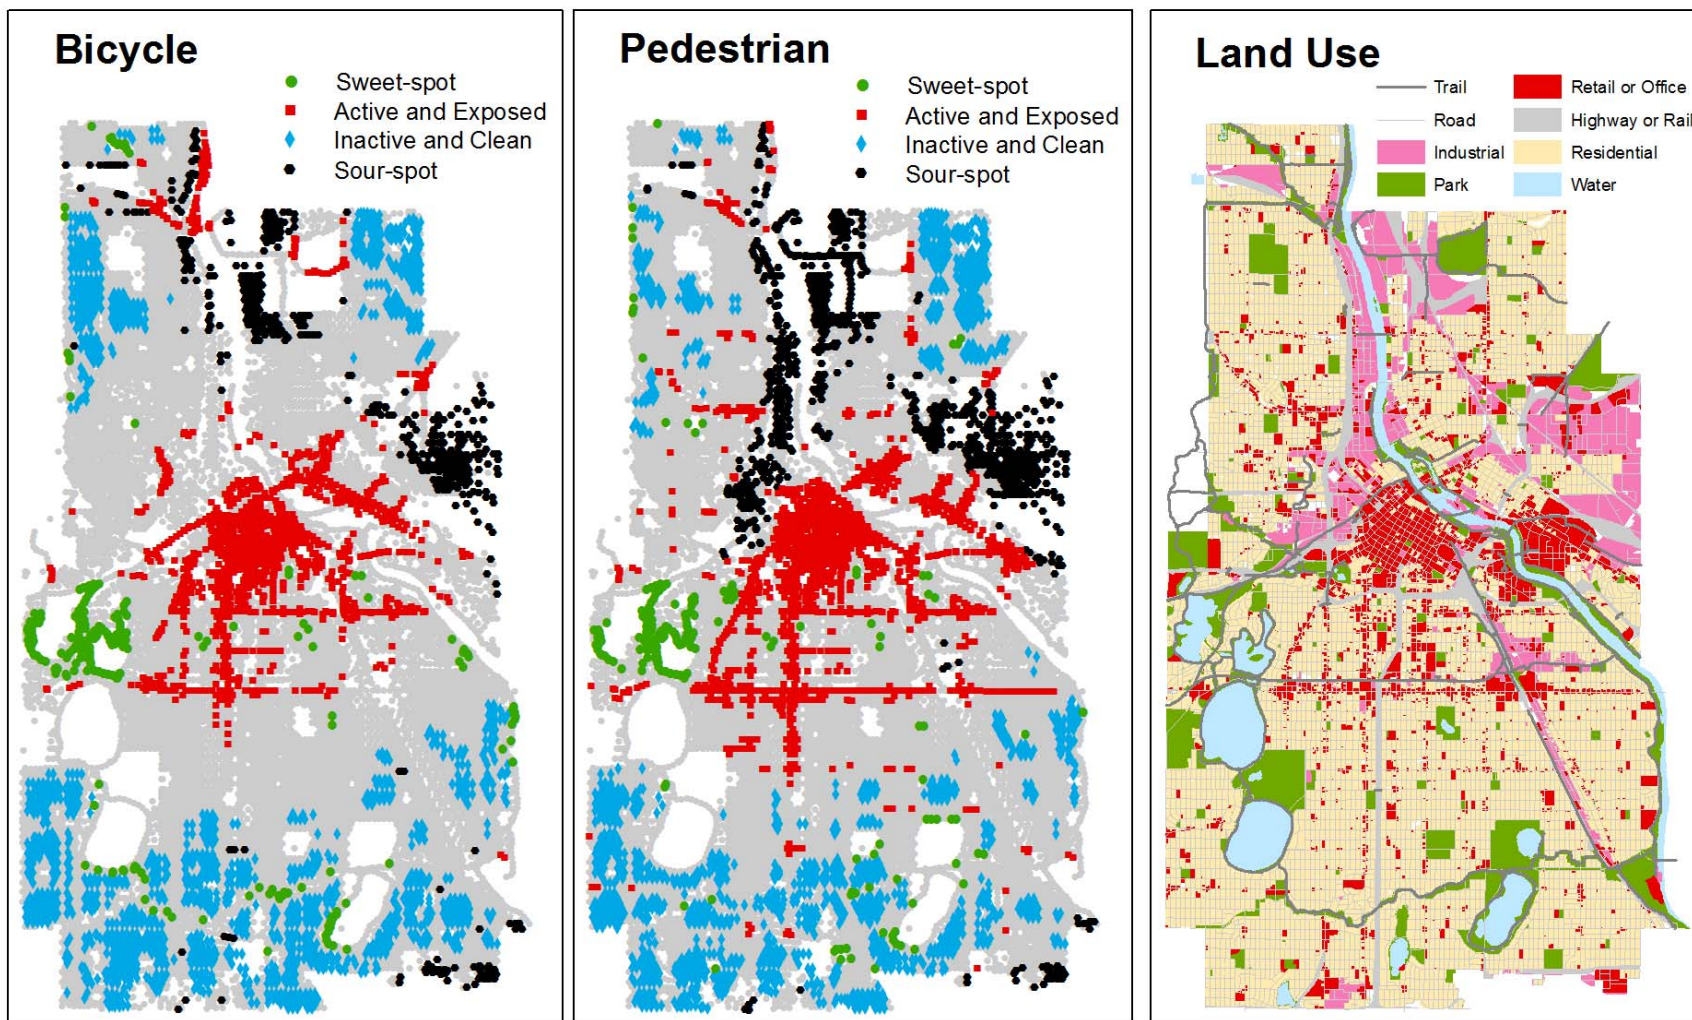 Bicycle
Sweet-spot
Active and Exposed
Inactive and Clean
Sour-spot
Pedestrian
Sweet-spot
Active and Exposed
Inactive and Clean
Sour-spot
Land Use
Trail
Road
Industrial
Park
Retail or Office
Highway or Rail
Residential
Water